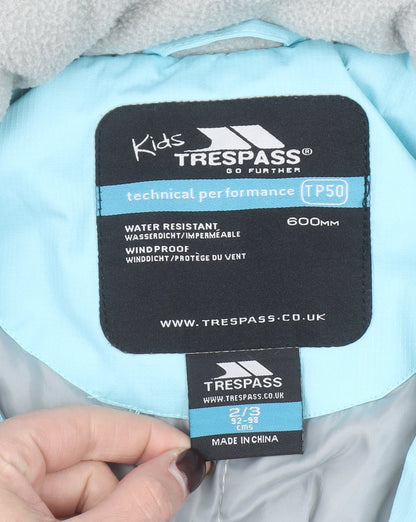 Kids
TRESPASS®
GO FURTHER
technical performance TP50
WATER RESISTANT 600MM
WASSERDICHT/IMPERMÉABLE
WINDPROOF
WINDDICHT/PROTÈGE DU VENT
WWW.TRESPASS.CO.UK
TRESPASS
WWW.TRESPASS.CO.UK
2/3
92-98
CMS
MADE IN CHINA